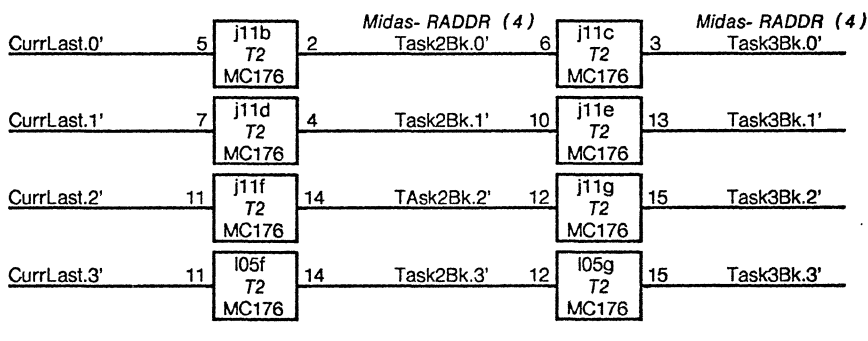 Midas- RADDR (4) Midas- RADDR (4)
CurrLast.0' 5 j11b 2 Task2Bk.0' 6 j11c 3 Task3Bk.0'
T2 T2
MC176 MC176
CurrLast.1' 7 j11d 4 Task2Bk.1' 10 j11e 13 Task3Bk.1'
T2 T2
MC176 MC176
CurrLast.2' 11 j11f 14 TAsk2Bk.2' 12 j11g 15 Task3Bk.2'
T2 T2
MC176 MC176
CurrLast.3' 11 l05f 14 Task2Bk.3' 12 l05g 15 Task3Bk.3'
T2 T2
MC176 MC176